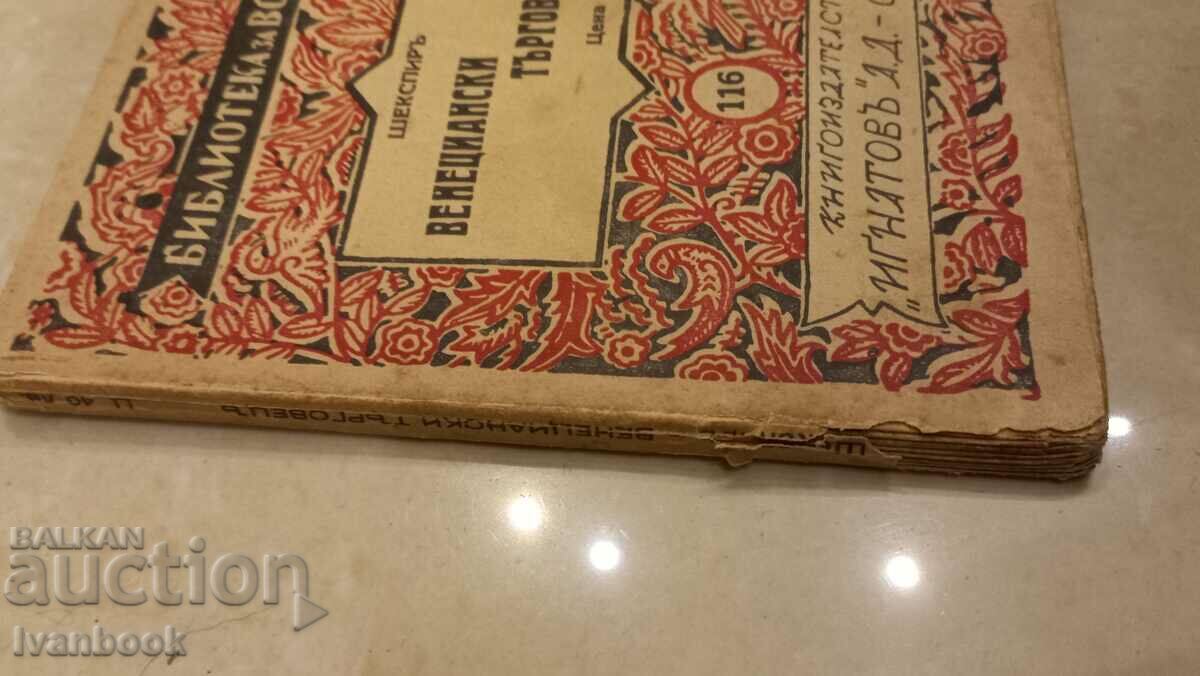 БИБЛИОТЕКА ЗА ВС
ШЕКСПИРЪ
ВЕНЕЦИАНСКИ
ТЪРГОВ
Цена
116
КНИГОИЗДАТЕЛСТ
„ИГНАТОВЪ" А.Д. - С
ВЕНЕЦИАНСКИ ТЪРГОВЕЦЪ
Ц. 40 лв
BALKAN
auction
Ivanbook